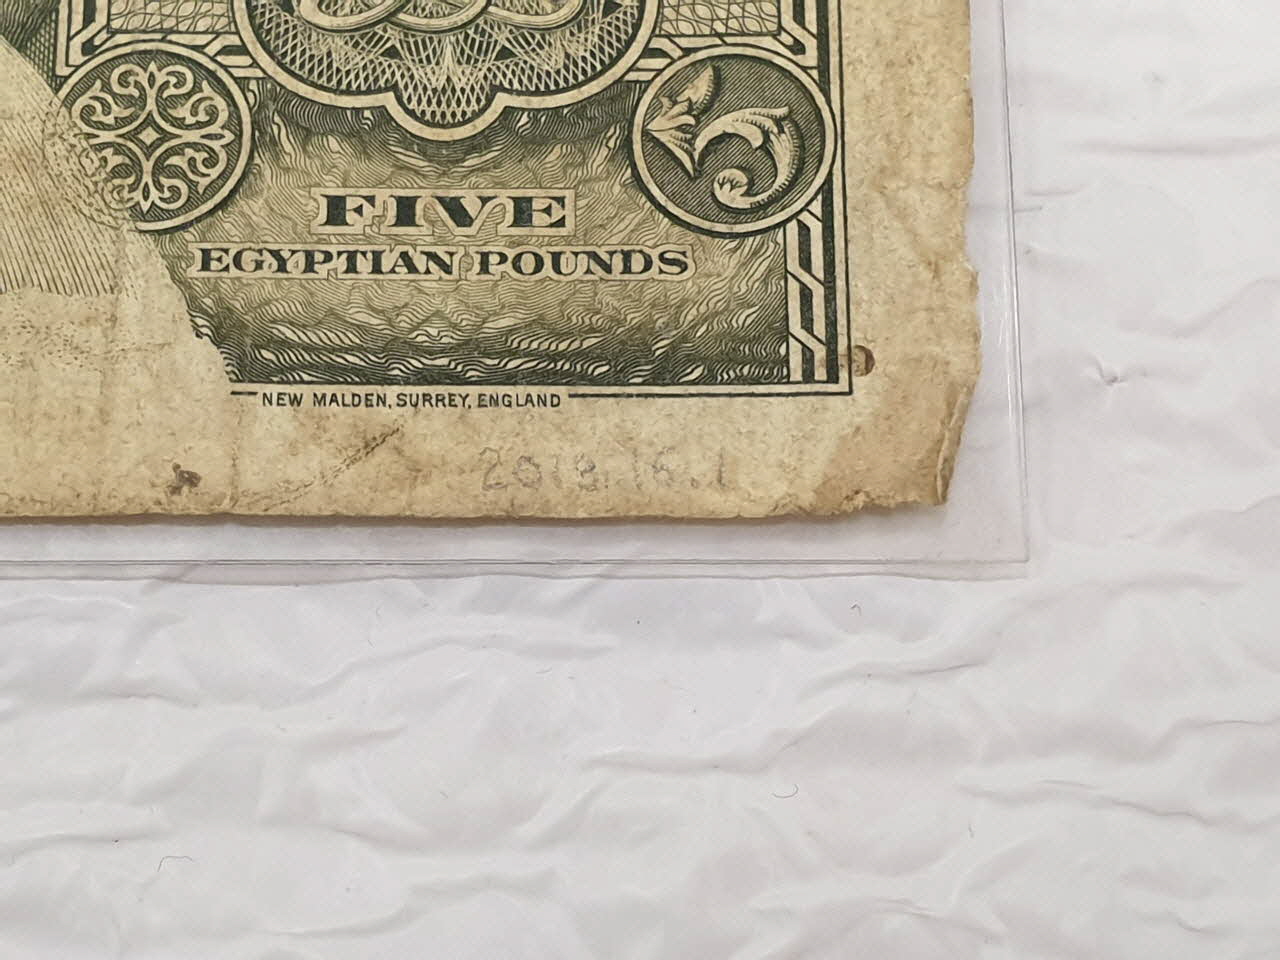 FIVE
EGYPTIAN POUNDS
NEW MALDEN, SURREY, ENGLAND